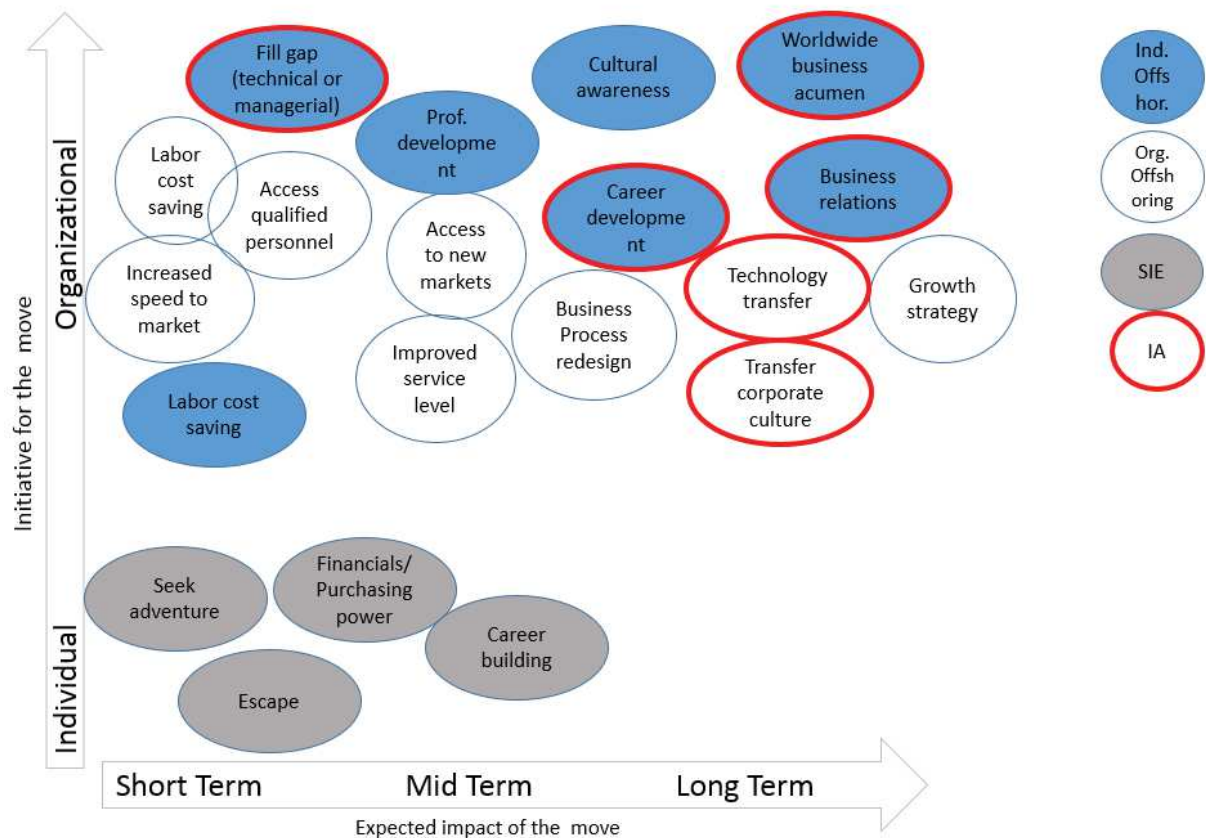 Fill gap
(technical or
managerial)
Cultural
awareness
Worldwide
business
acumen
Prof.
developme
nt
Labor
cost
saving
Access
qualified
personnel
Career
developme
nt
Business
relations
Access
to new
markets
Increased
speed to
market
Business
Process
redesign
Technology
transfer
Growth
strategy
Improved
service
level
Transfer
corporate
culture
Labor cost
saving
Seek
adventure
Financials/
Purchasing
power
Career
building
Escape
Initiative for the move
Organizational
Individual
Short Term
Mid Term
Long Term
Expected impact of the move
Ind.
Offs
hor.
Org.
Offsh
oring
SIE
IA